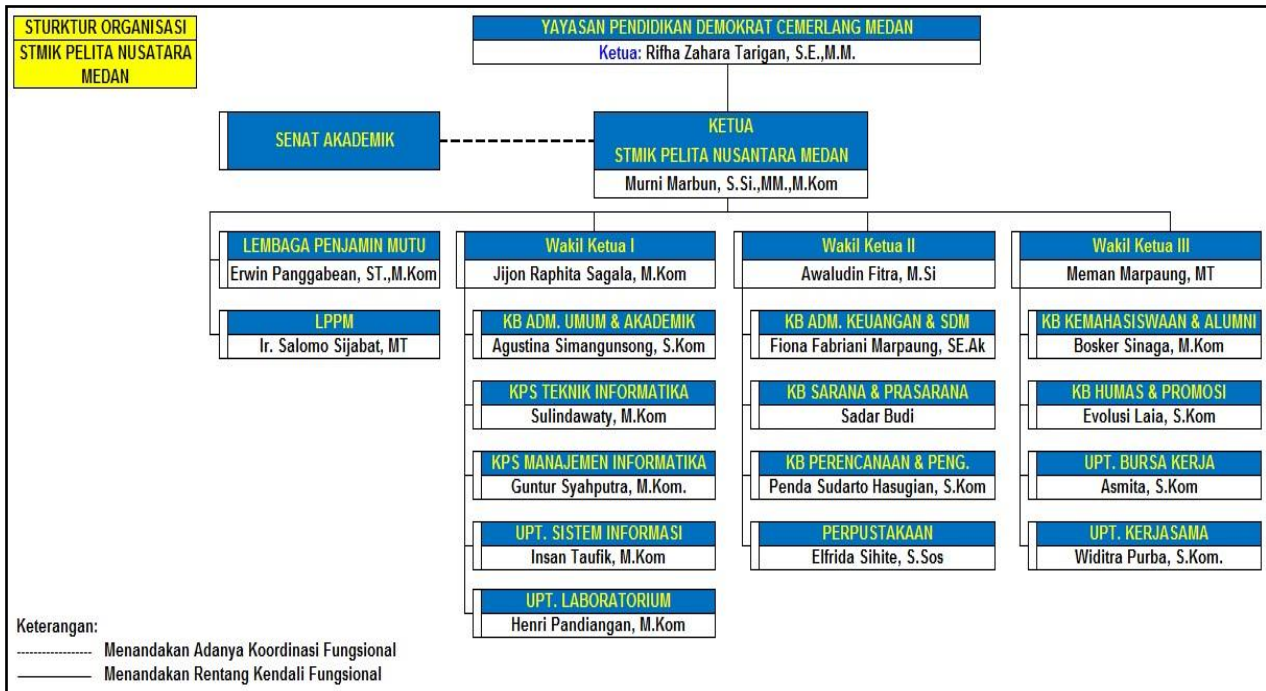 STURKTUR ORGANISASI
STMIK PELITA NUSATARA
MEDAN
YAYASAN PENDIDIKAN DEMOKRAT CEMERLANG MEDAN
Ketua: Rifha Zahara Tarigan, S.E.,M.M.
SENAT AKADEMIK
KETUA
STMIK PELITA NUSANTARA MEDAN
Murni Marbun, S.Si.,MM.,M.Kom
LEMBAGA PENJAMIN MUTU
Erwin Panggabean, ST.,M.Kom
LPPM
Ir. Salomo Sijabat, MT
Wakil Ketua I
Jijon Raphita Sagala, M.Kom
KB ADM. UMUM & AKADEMIK
Agustina Simangunsong, S.Kom
KPS TEKNIK INFORMATIKA
Sulindawaty, M.Kom
KPS MANAJEMEN INFORMATIKA
Guntur Syahputra, M.Kom.
UPT. SISTEM INFORMASI
Insan Taufik, M.Kom
UPT. LABORATORIUM
Henri Pandiangan, M.Kom
Wakil Ketua II
Awaludin Fitra, M.Si
KB ADM. KEUANGAN & SDM
Fiona Fabriani Marpaung, SE.Ak
KB SARANA & PRASARANA
Sadar Budi
KB PERENCANAAN & PENG.
Penda Sudarto Hasugian, S.Kom
PERPUSTAKAAN
Elfrida Sihite, S.Sos
Wakil Ketua III
Meman Marpaung, MT
KB KEMAHASISWAAN & ALUMNI
Bosker Sinaga, M.Kom
KB HUMAS & PROMOSI
Evolusi Laia, S.Kom
UPT. BURSA KERJA
Asmita, S.Kom
UPT. KERJASAMA
Widitra Purba, S.Kom.
Keterangan:
Menandakan Adanya Koordinasi Fungsional
Menandakan Rentang Kendali Fungsional